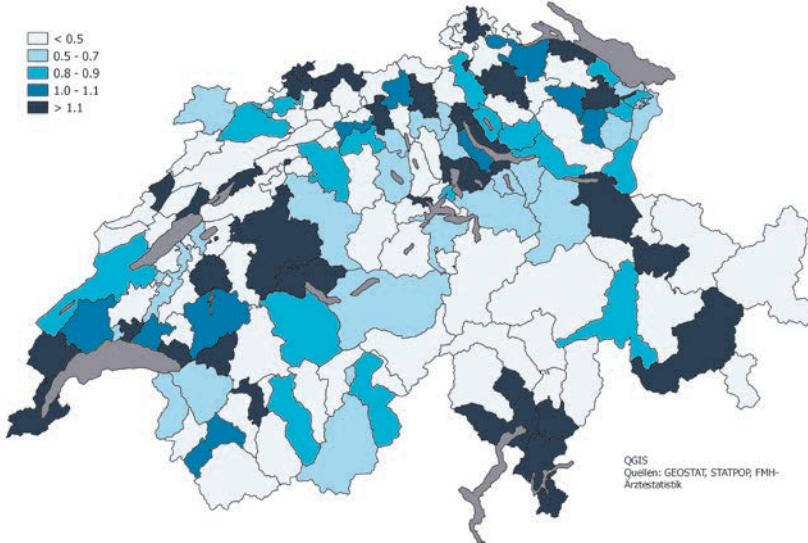 < 0.5
0.5 - 0.7
0.8 - 0.9
1.0 - 1.1
> 1.1
QGIS
Quellen: GEOSTAT, STATPOP, FMH-
Ärztestatistik